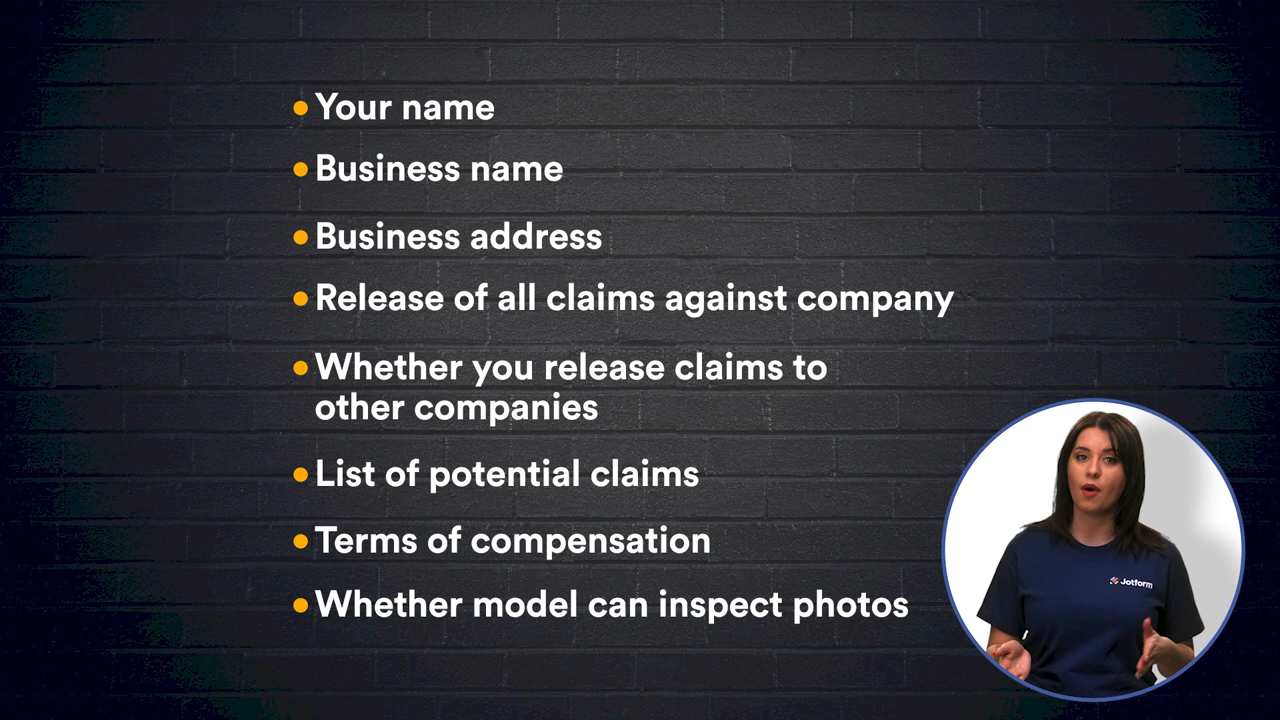 Your name
Business name
Business address
Release of all claims against company
Whether you release claims to
other companies
List of potential claims
Terms of compensation
Whether model can inspect photos
Jotform